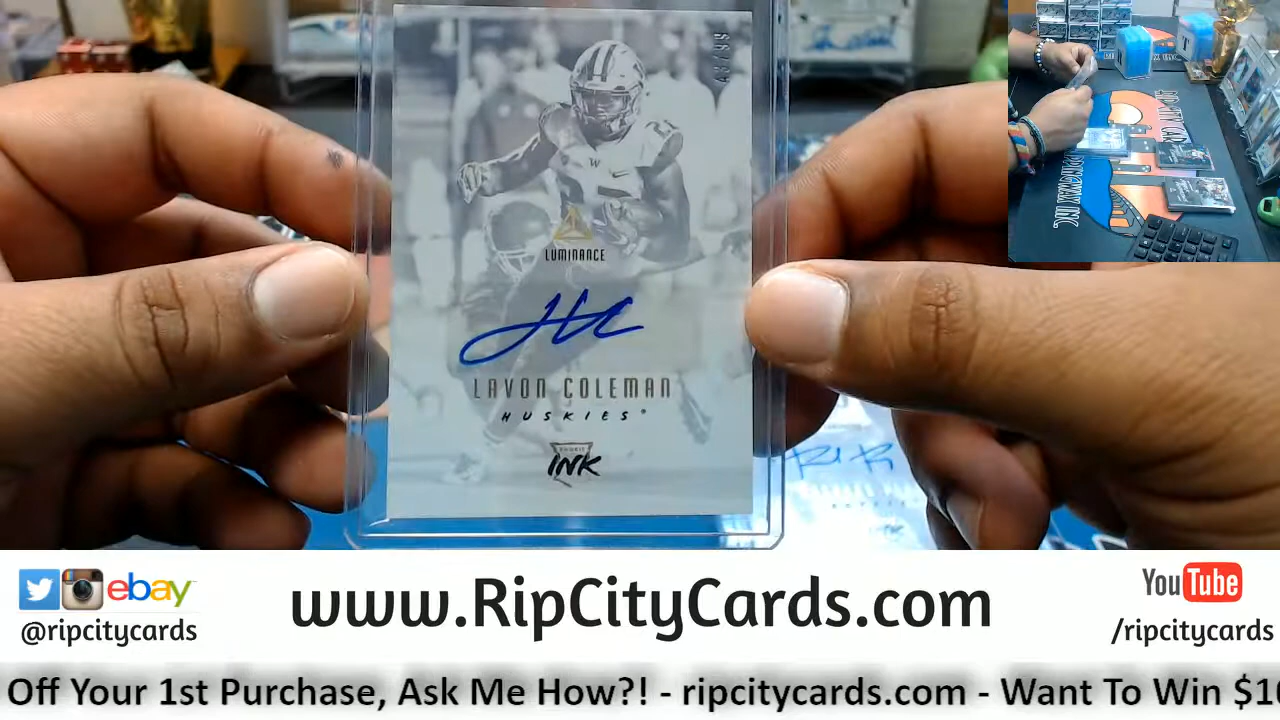 W
LUMINANCE
LAVON COLEMAN
HUSKIES
INK
ebay
@ripcitycards
www.RipCityCards.com
YouTube
/ripcitycards
Off Your 1st Purchase, Ask Me How?! - ripcitycards.com - Want To Win $1